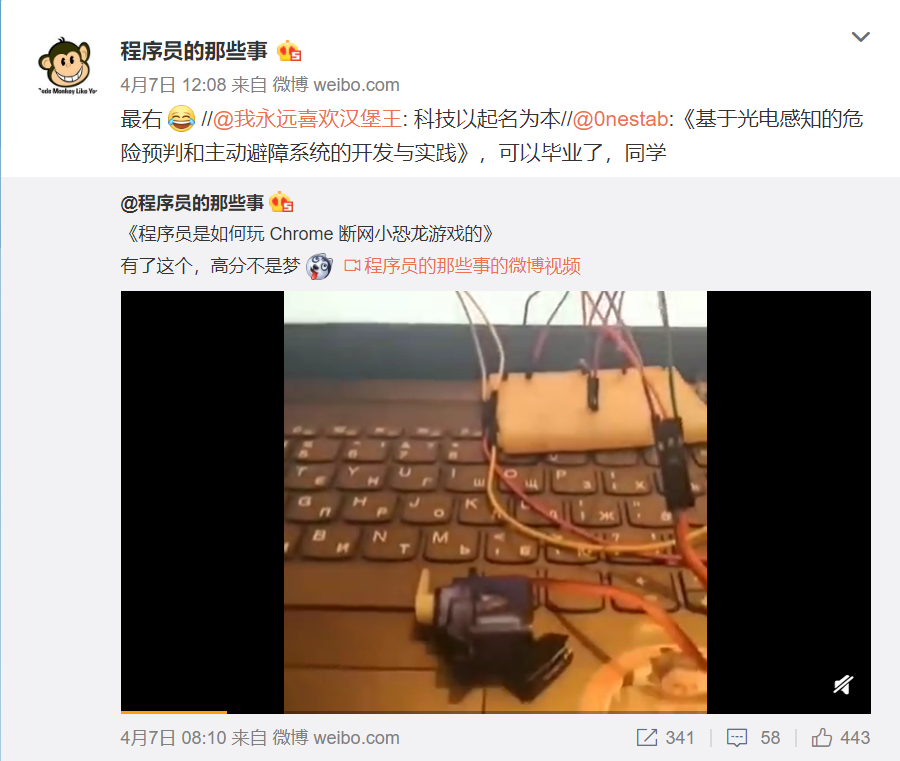 程序员的那些事
4月7日 12:08 来自 微博 weibo.com
最右 //@我永远喜欢汉堡王: 科技以起名为本//@0nestab:《基于光电感知的危
险预判和主动避障系统的开发与实践》，可以毕业了，同学
@程序员的那些事
《程序员是如何玩 Chrome 断网小恐龙游戏的》
有了这个，高分不是梦 程序员的那些事的微博视频
T Y U I O P
G H J K L
B N M
4月7日 08:10 来自 微博 weibo.com
341 58 443